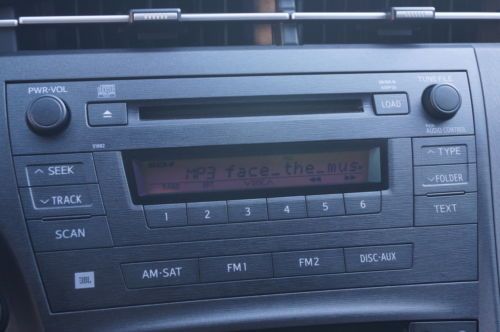 PWR•VOL
LOAD
TUNE•FILE
AUDIO CONTROL
SEEK
TRACK
SCAN
MP3 face_the_mus
1 2 3 4 5 6
TYPE
FOLDER
TEXT
JBL
AM•SAT
FM1
FM2
DISC•AUX